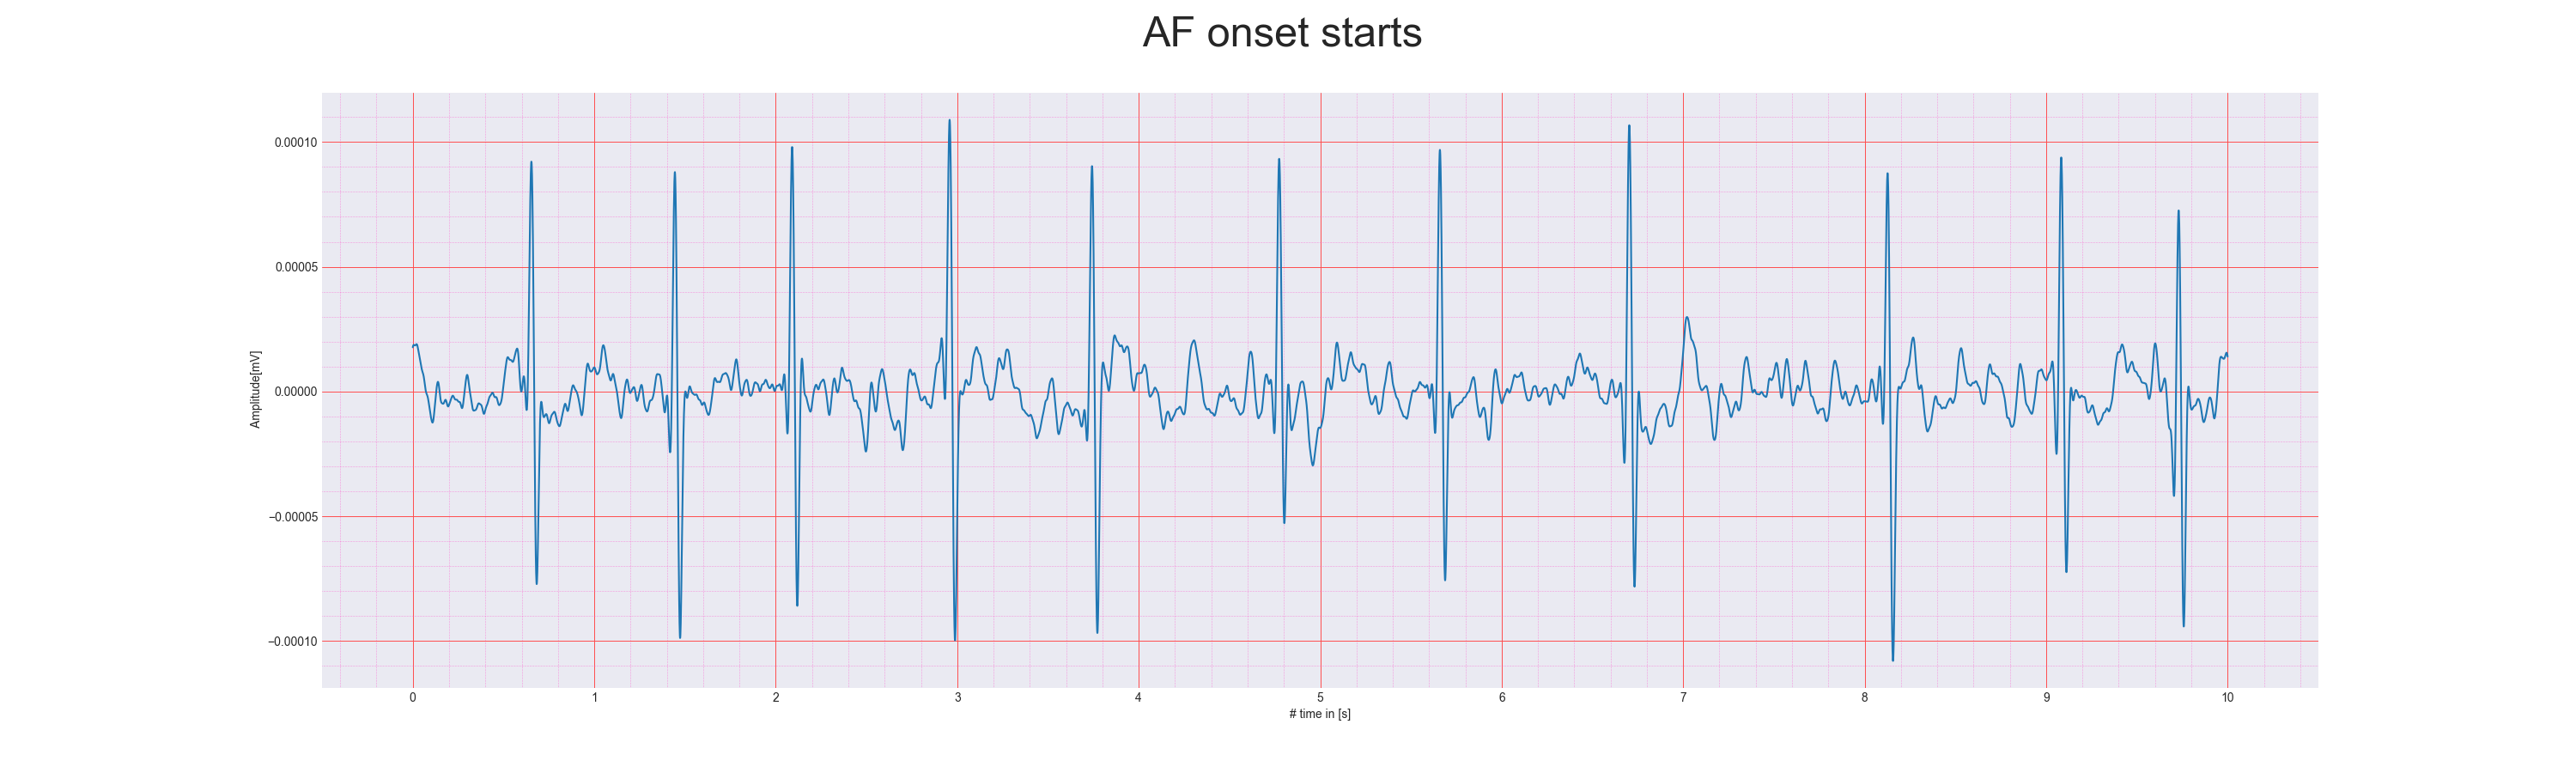 AF onset starts
0.00010
0.00005
0.00000
−0.00005
−0.00010
Amplitude[mV]
0 1 2 3 4 5 6 7 8 9 10
# time in [s]